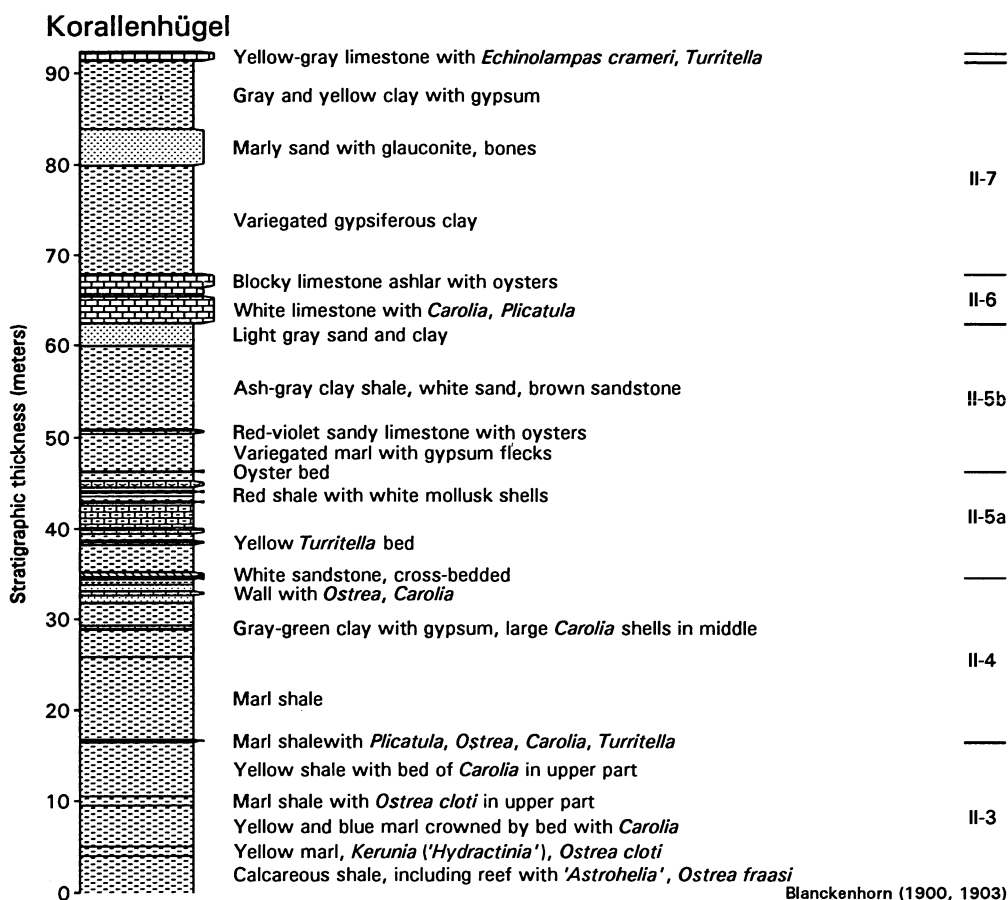 Korallenhügel
Yellow-gray limestone with Echinolampas crameri, Turritella
90
Gray and yellow clay with gypsum
Marly sand with glauconite, bones
80
II-7
Variegated gypsiferous clay
70
Blocky limestone ashlar with oysters
II-6
White limestone with Carolia, Plicatula
Light gray sand and clay
60
Ash-gray clay shale, white sand, brown sandstone
II-5b
Red-violet sandy limestone with oysters
50
Variegated marl with gypsum flecks
Oyster bed
Red shale with white mollusk shells
II-5a
40
Yellow Turritella bed
White sandstone, cross-bedded
Wall with Ostrea, Carolia
30
Gray-green clay with gypsum, large Carolia shells in middle
II-4
Marl shale
20
Marl shalewith Plicatula, Ostrea, Carolia, Turritella
Yellow shale with bed of Carolia in upper part
10
Marl shale with Ostrea cloti in upper part
II-3
Yellow and blue marl crowned by bed with Carolia
Yellow marl, Kerunia ('Hydractinia'), Ostrea cloti
Calcareous shale, including reef with 'Astrohelia', Ostrea fraasi
0
Blanckenhorn (1900, 1903)
Stratigraphic thickness (meters)